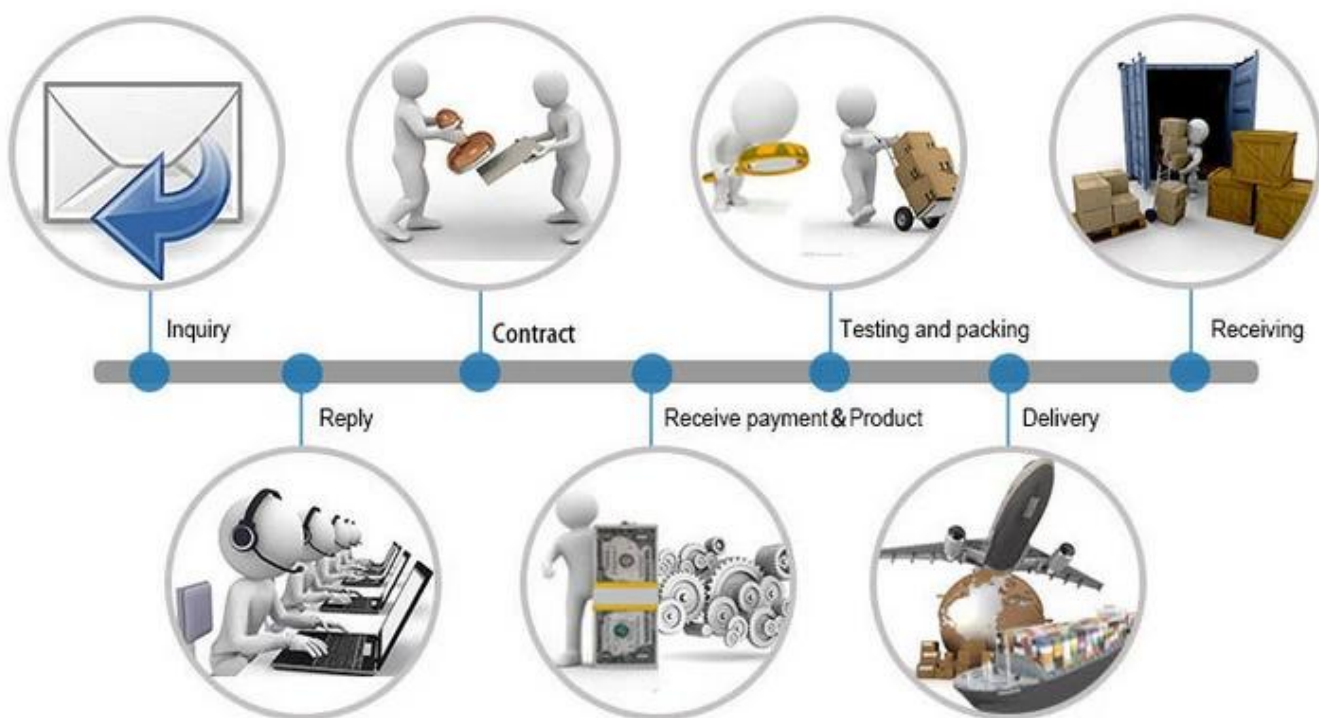 Inquiry
Reply
Contract
Receive payment&Product
Testing and packing
Delivery
Receiving